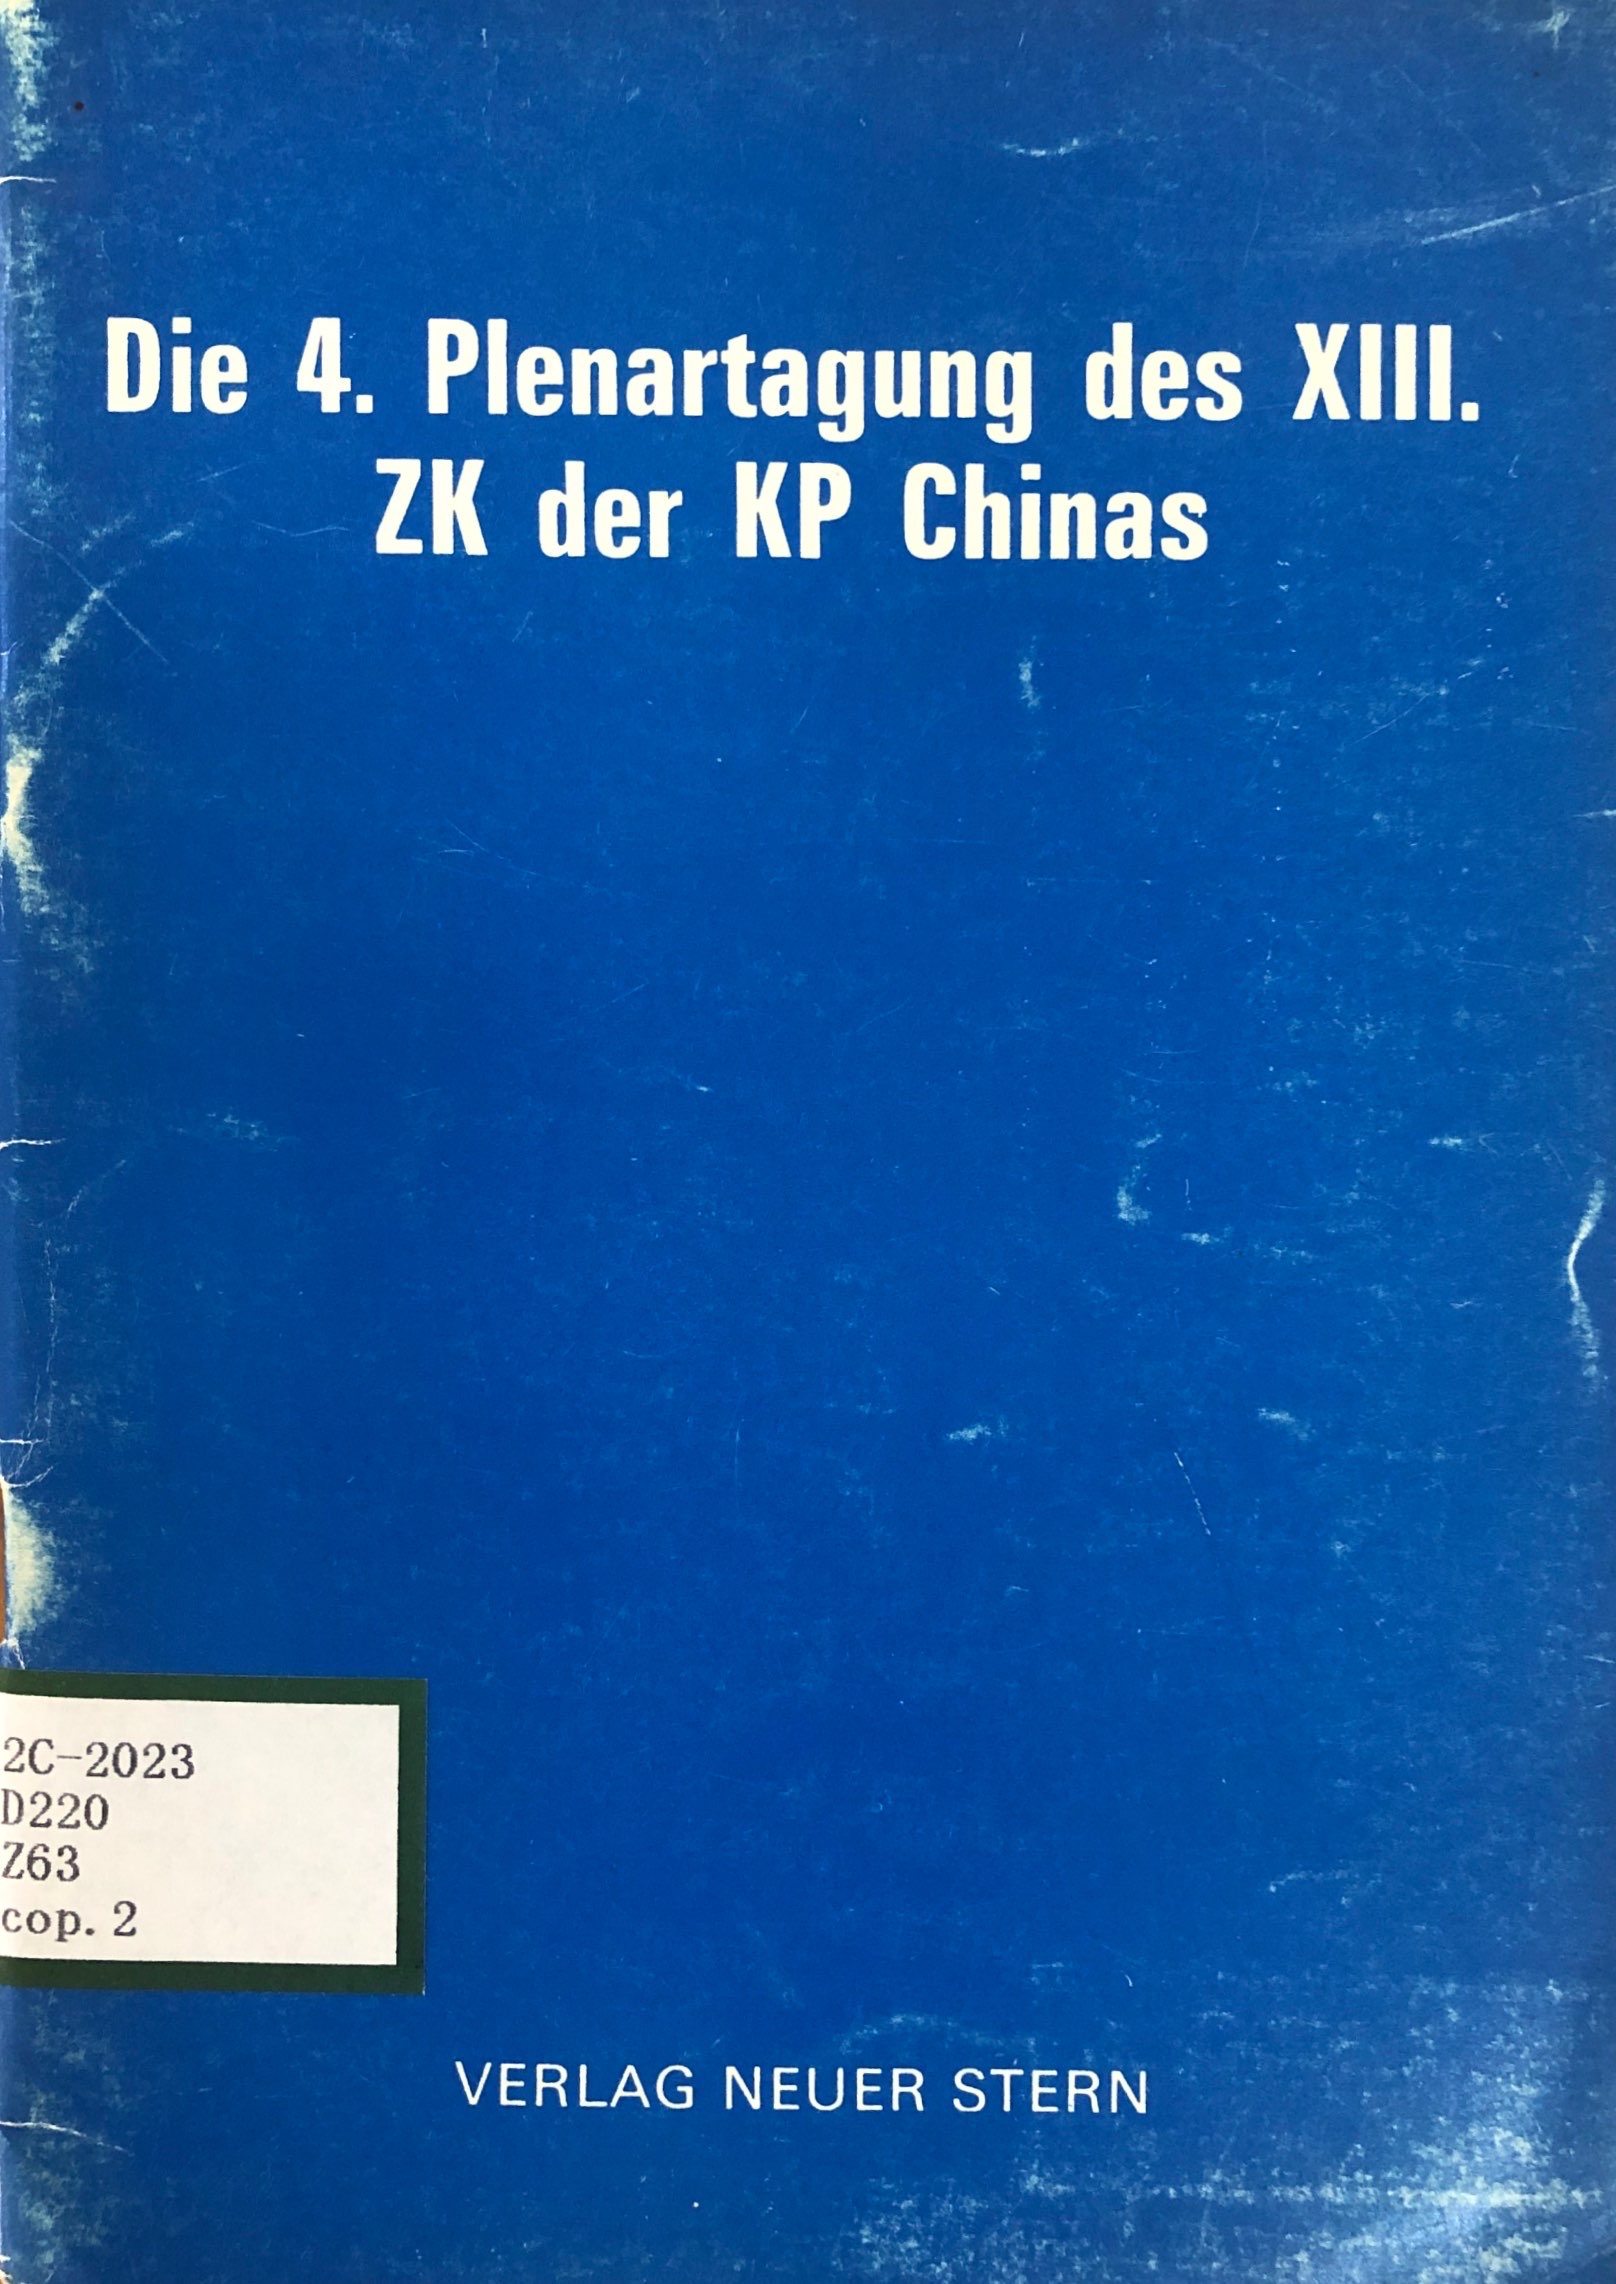 Die 4. Plenartagung des XIII.
ZK der KP Chinas
2C-2023
D220
Z63
cop. 2
VERLAG NEUER STERN